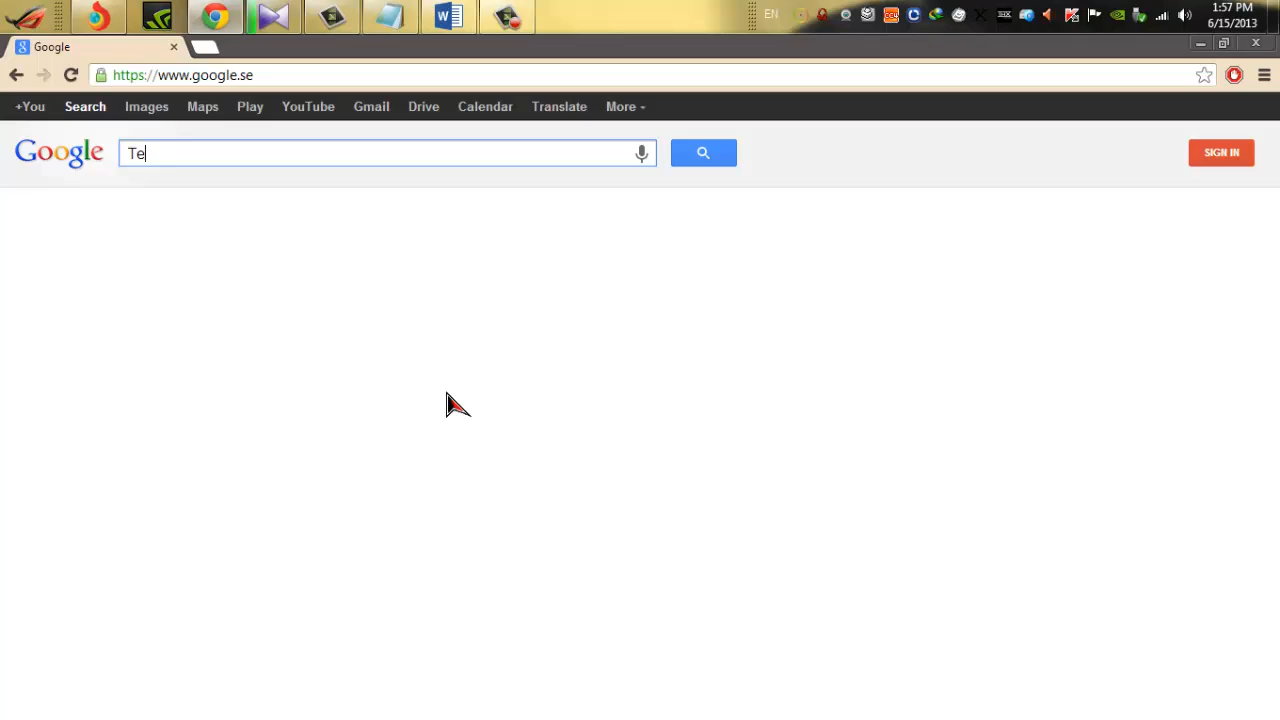 EN
1:57 PM
6/15/2013
Google
https://www.google.se
+You Search Images Maps Play YouTube Gmail Drive Calendar Translate More
Google
Te
SIGN IN